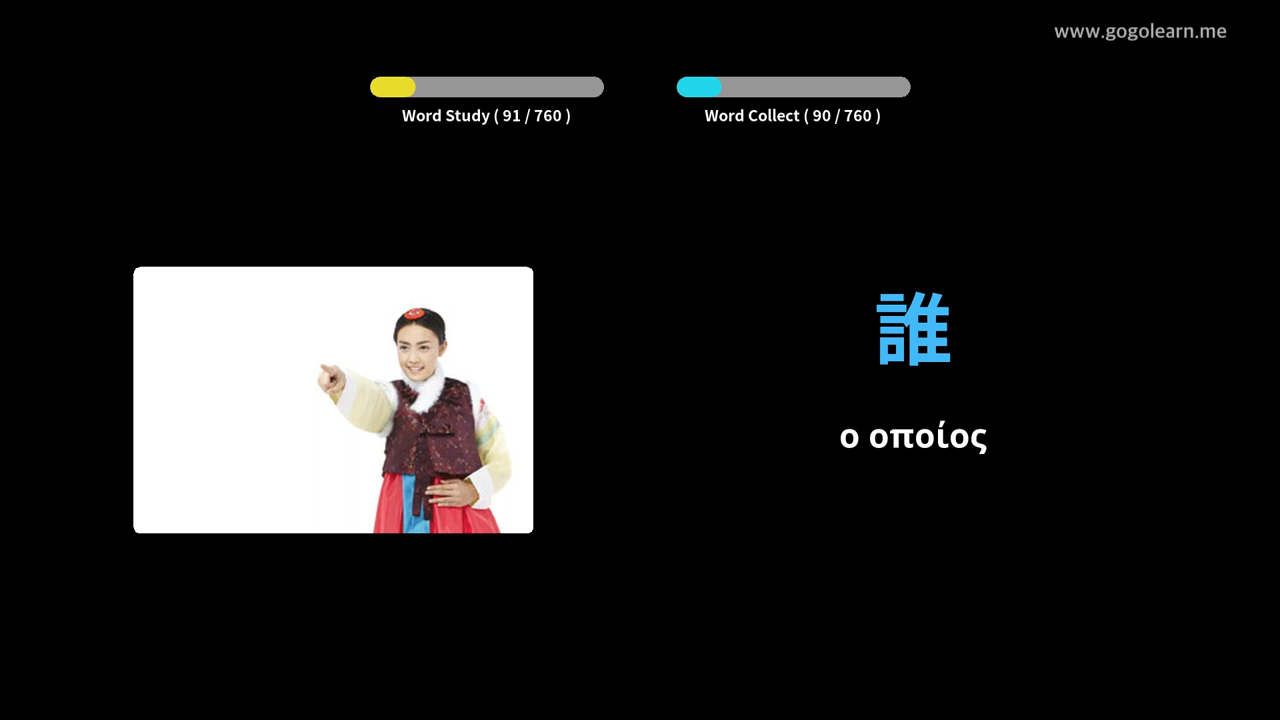 www.gogolearn.me
Word Study ( 91 / 760 )
Word Collect ( 90 / 760 )
誰
ο οποίος